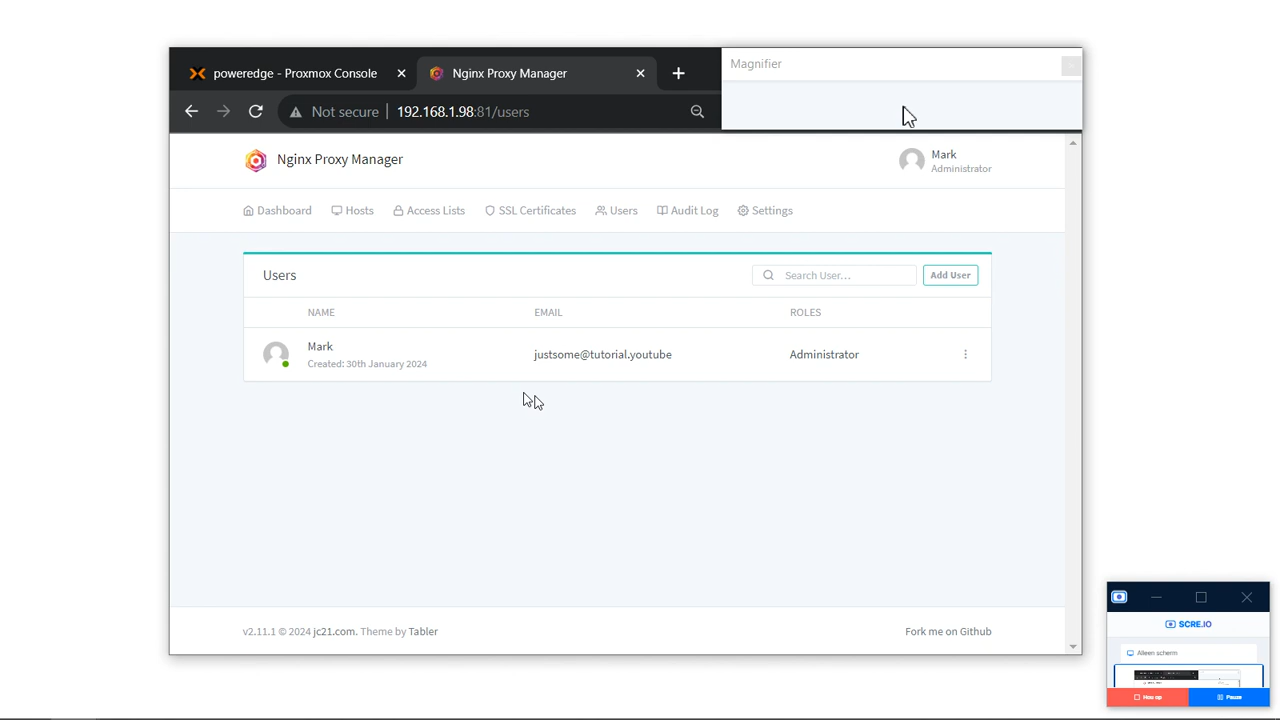 poweredge - Proxmox Console
Nginx Proxy Manager
Magnifier
Not secure
192.168.1.98:81/users
Nginx Proxy Manager
Mark
Administrator
Dashboard
Hosts
Access Lists
SSL Certificates
Users
Audit Log
Settings
Users
Search User...
Add User
NAME
EMAIL
ROLES
Mark
Created: 30th January 2024
justsome@tutorial.youtube
Administrator
v2.11.1 © 2024 jc21.com. Theme by Tabler
Fork me on Github
SCRE.IO
Alleen scherm
Hou op
Pauze